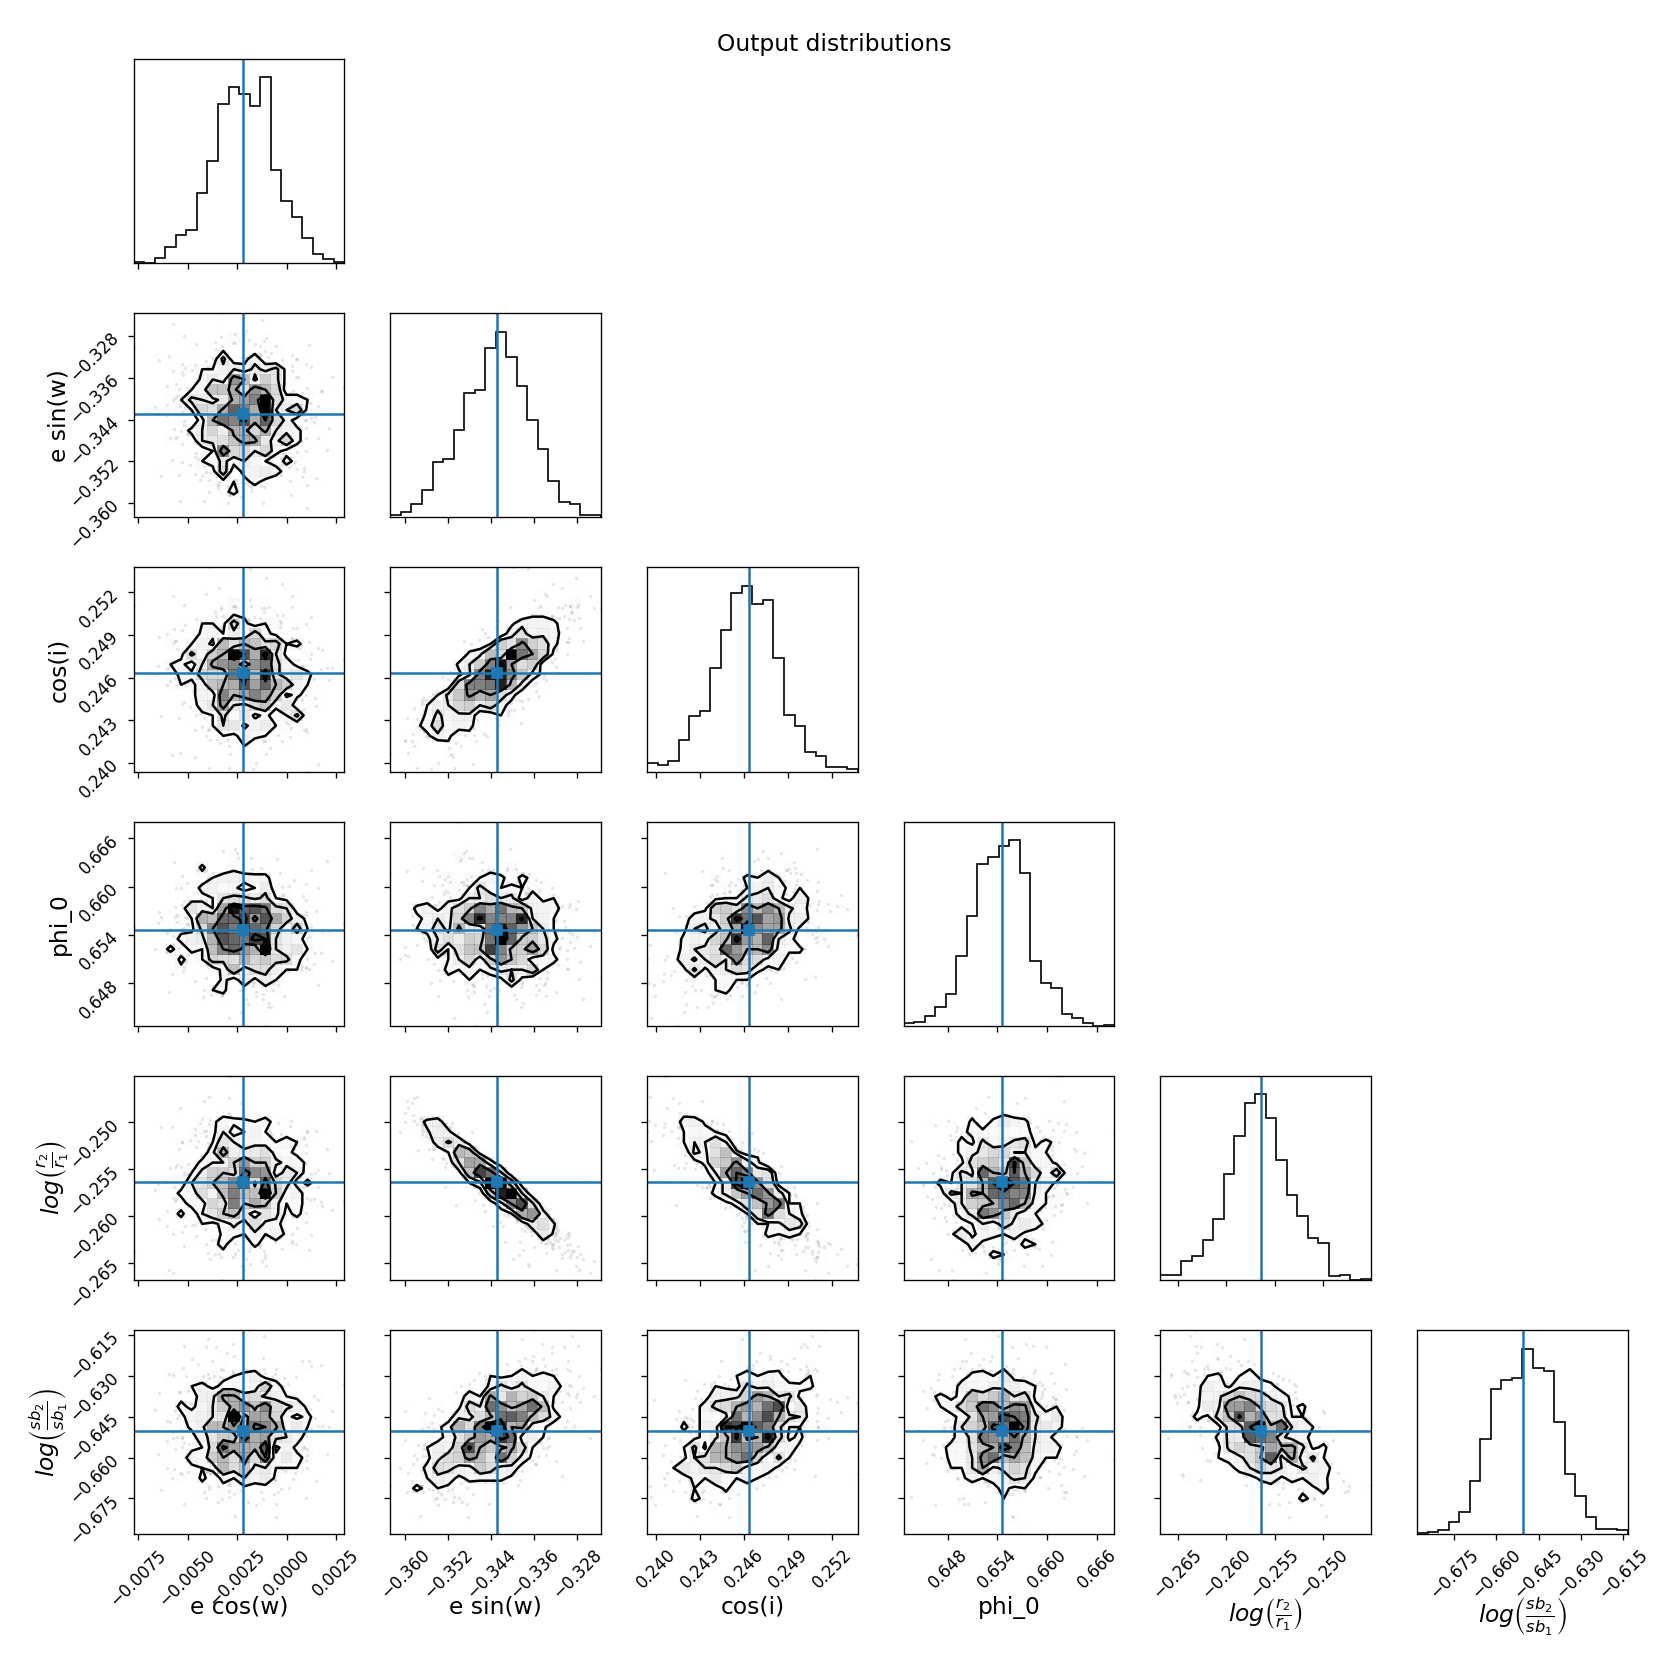 Output distributions
e sin(w)
−0.328
−0.336
−0.344
−0.352
−0.360
cos(i)
0.252
0.249
0.246
0.243
0.240
phi_0
0.666
0.660
0.654
0.648
log(r₂/r₁)
−0.250
−0.255
−0.260
−0.265
log(sb₂/sb₁)
−0.615
−0.630
−0.645
−0.660
−0.675
−0.0075 −0.0050 −0.0025 0.0000 0.0025
−0.360 −0.352 −0.344 −0.336 −0.328
0.240 0.243 0.246 0.249 0.252
0.648 0.654 0.660 0.666
−0.265 −0.260 −0.255 −0.250
−0.675 −0.660 −0.645 −0.630 −0.615
e cos(w) e sin(w) cos(i) phi_0 log(r₂/r₁) log(sb₂/sb₁)